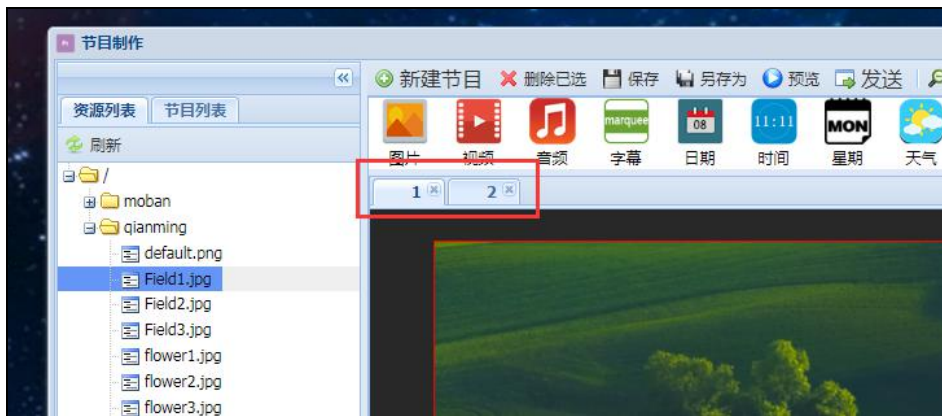 节目制作
新建节目 删除已选 保存 另存为 预览 发送
资源列表 节目列表
刷新
marquee 08 11:11 MON
图片 视频 音频 字幕 日期 时间 星期 天气
1 2
/
moban
qianming
default.png
Field1.jpg
Field2.jpg
Field3.jpg
flower1.jpg
flower2.jpg
flower3.jpg